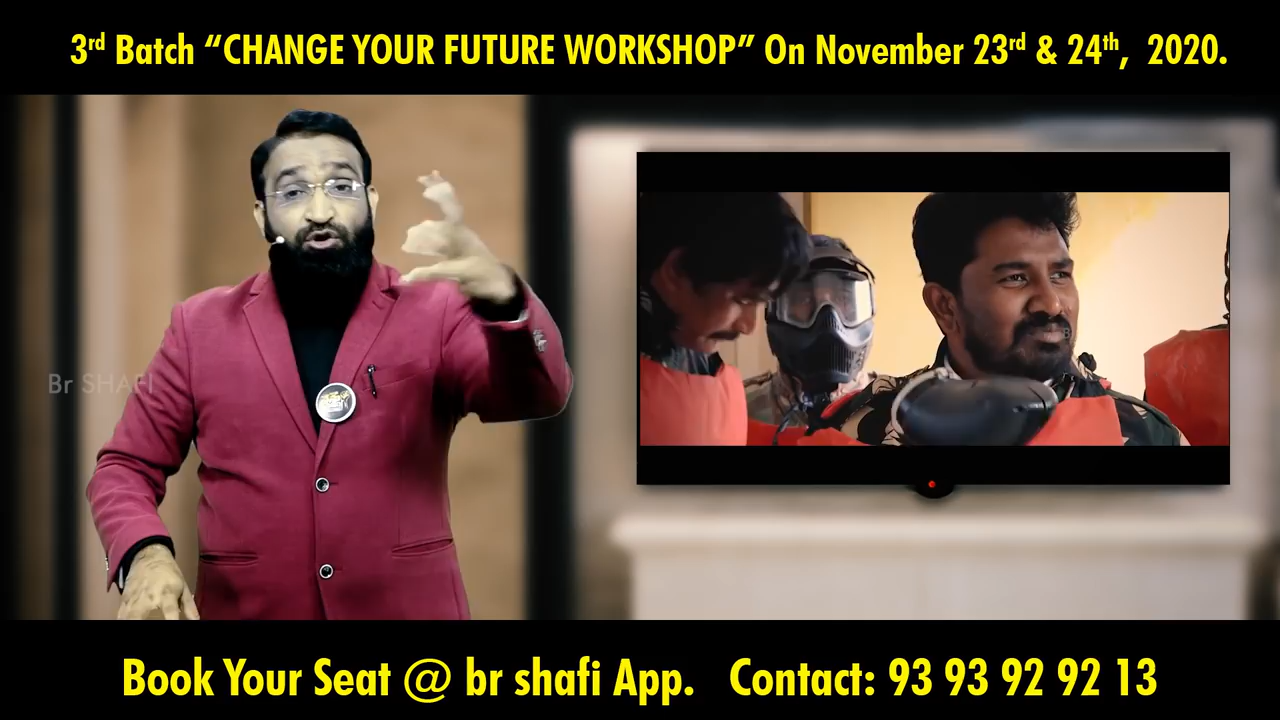 3rd Batch “CHANGE YOUR FUTURE WORKSHOP” On November 23rd & 24th, 2020.
Br SHAFI
Book Your Seat @ br shafi App. Contact: 93 93 92 92 13